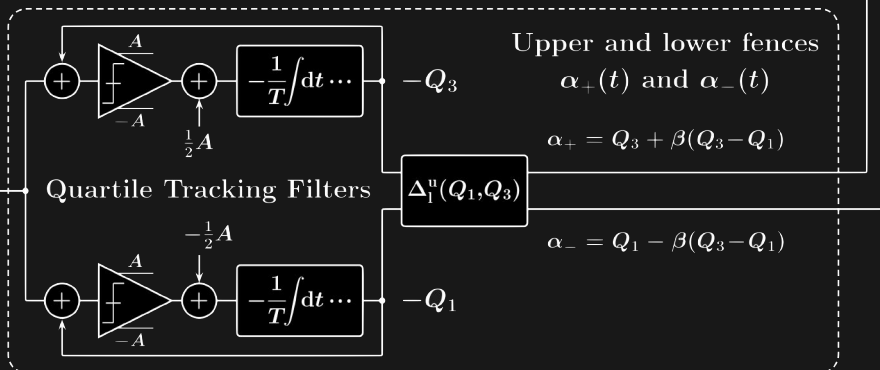 A
-A
½A
-1/T ∫dt ···
-Q₃
Upper and lower fences
α₊(t) and α₋(t)
α₊ = Q₃ + β(Q₃-Q₁)
Quartile Tracking Filters
Δₗᵘ(Q₁,Q₃)
-½A
α₋ = Q₁ - β(Q₃-Q₁)
A
-A
-1/T ∫dt ···
-Q₁